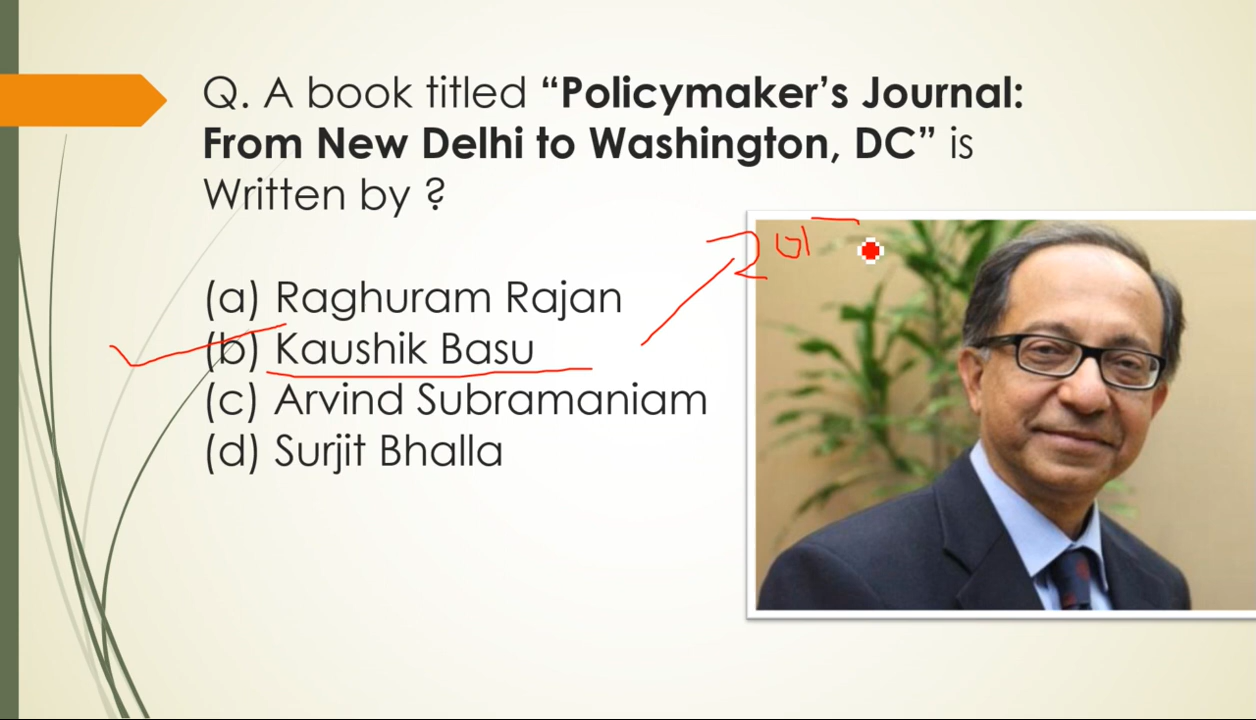 Q. A book titled “Policymaker’s Journal:
From New Delhi to Washington, DC” is
Written by ?
(a) Raghuram Rajan
(b) Kaushik Basu
(c) Arvind Subramaniam
(d) Surjit Bhalla